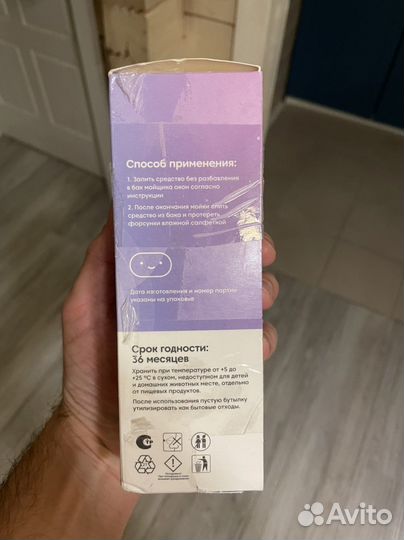 Способ применения:
1. Залить средство без разбавления
в бак мойщика окон согласно
инструкции
2. После окончания мойки слить
средство из бака и протереть
форсунки влажной салфеткой
Дата изготовления и номер партии
указаны на упаковке
Срок годности:
36 месяцев
Хранить при температуре от +5 до
+25 °C в сухом, недоступном для детей
и домашних животных месте, отдельно
от пищевых продуктов.
После использования пустую бутылку
утилизировать как бытовые отходы.
Avito